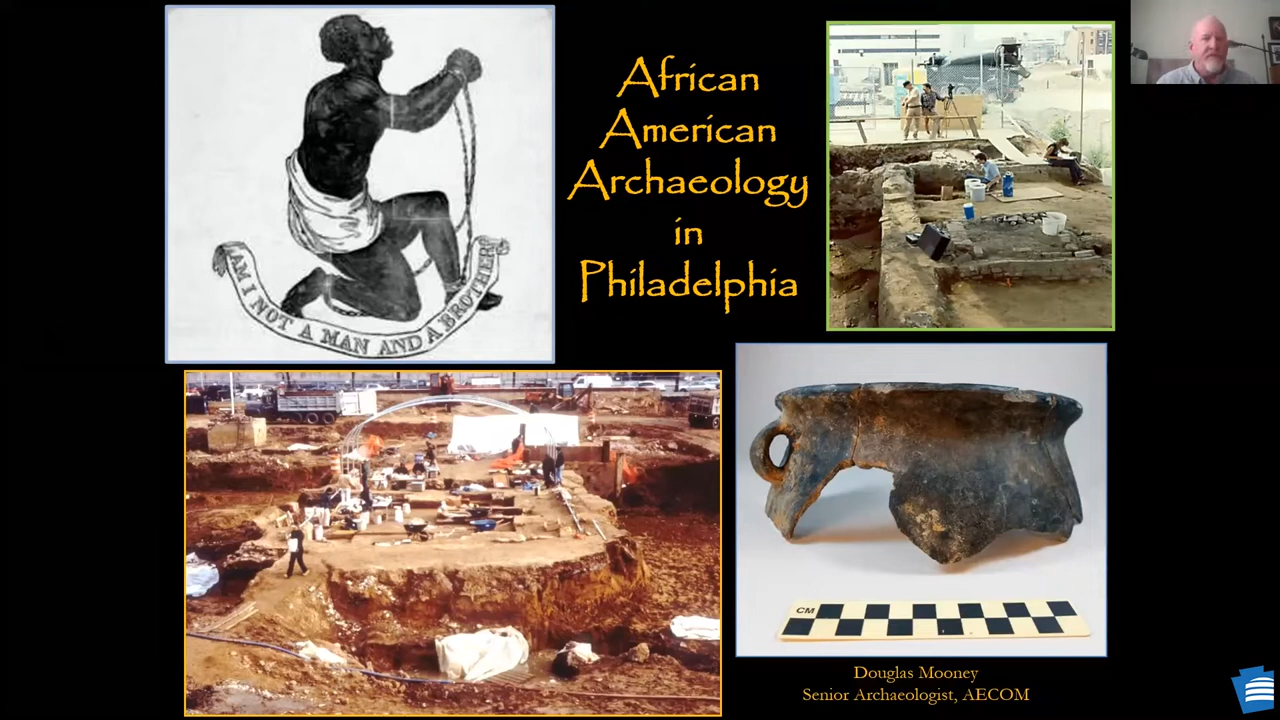 African
American
Archaeology
in
Philadelphia
AM I NOT A MAN AND A BROTHER?
CM
Douglas Mooney
Senior Archaeologist, AECOM